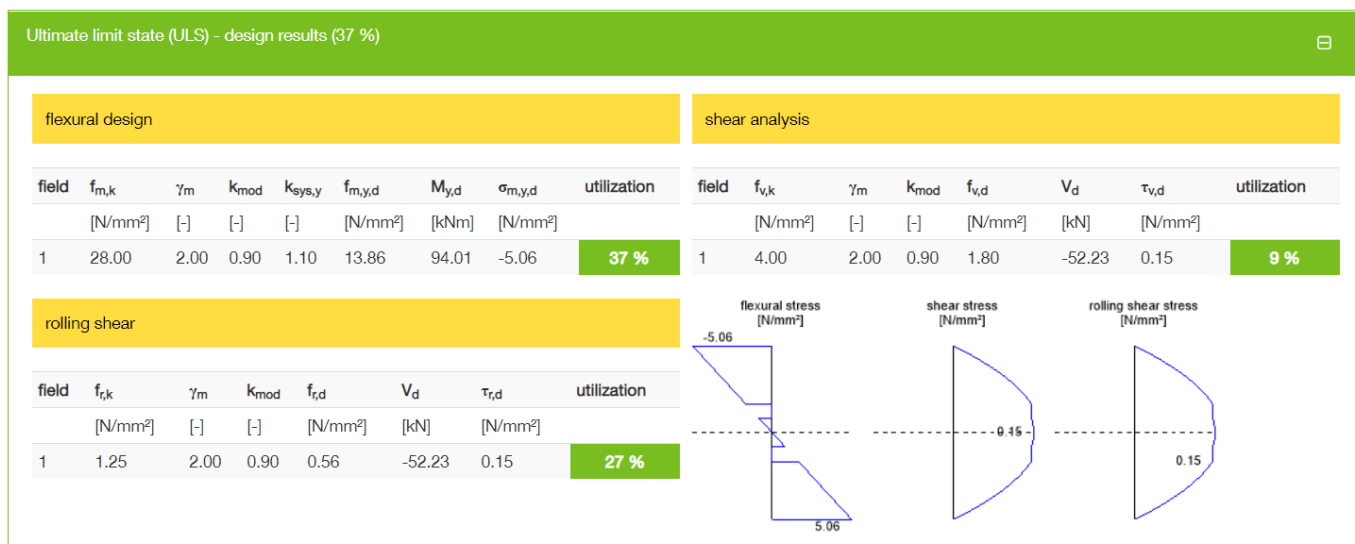 Ultimate limit state (ULS) - design results (37 %)
flexural design
field fm,k γm kmod ksys,y fm,y,d My,d σm,y,d utilization
[N/mm²] [-] [-] [-] [N/mm²] [kNm] [N/mm²]
1 28.00 2.00 0.90 1.10 13.86 94.01 -5.06 37 %
shear analysis
field fv,k γm kmod fv,d Vd τv,d utilization
[N/mm²] [-] [-] [N/mm²] [kN] [N/mm²]
1 4.00 2.00 0.90 1.80 -52.23 0.15 9 %
rolling shear
field fr,k γm kmod fr,d Vd τr,d utilization
[N/mm²] [-] [-] [N/mm²] [kN] [N/mm²]
1 1.25 2.00 0.90 0.56 -52.23 0.15 27 %
flexural stress
[N/mm²]
-5.06
5.06
shear stress
[N/mm²]
0.15
rolling shear stress
[N/mm²]
0.15